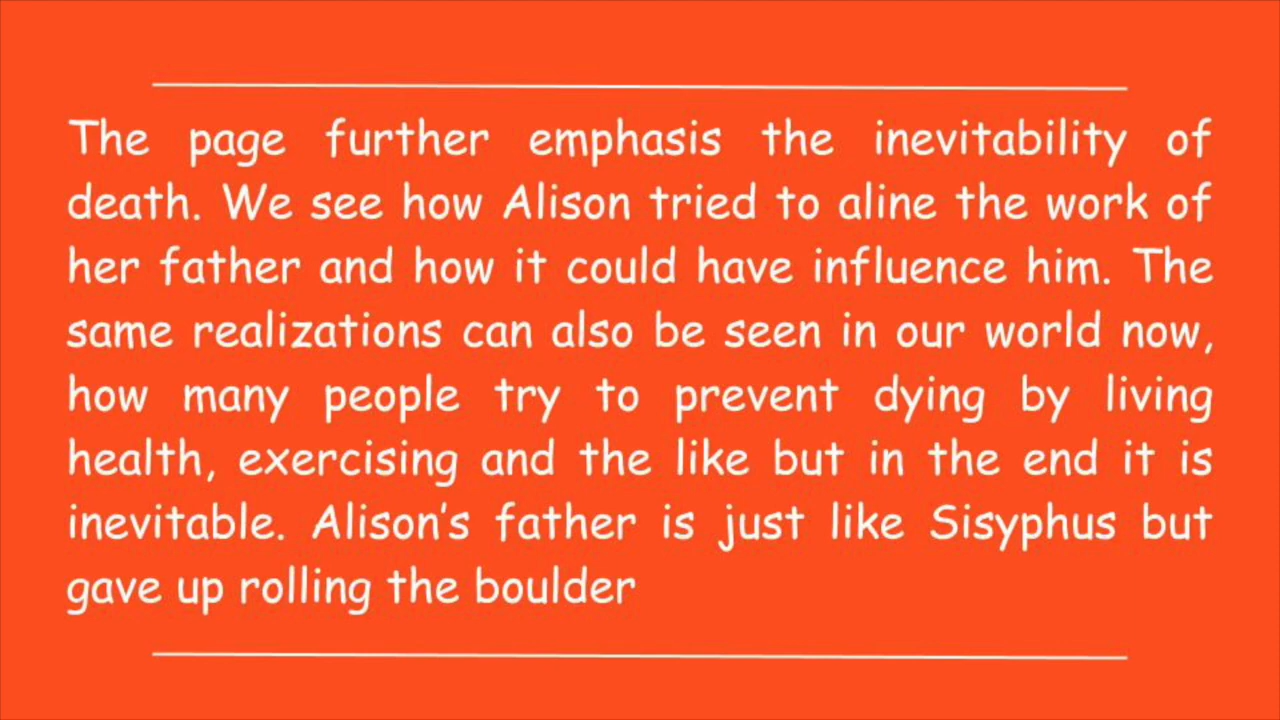 The page further emphasis the inevitability of
death. We see how Alison tried to aline the work of
her father and how it could have influence him. The
same realizations can also be seen in our world now,
how many people try to prevent dying by living
health, exercising and the like but in the end it is
inevitable. Alison's father is just like Sisyphus but
gave up rolling the boulder